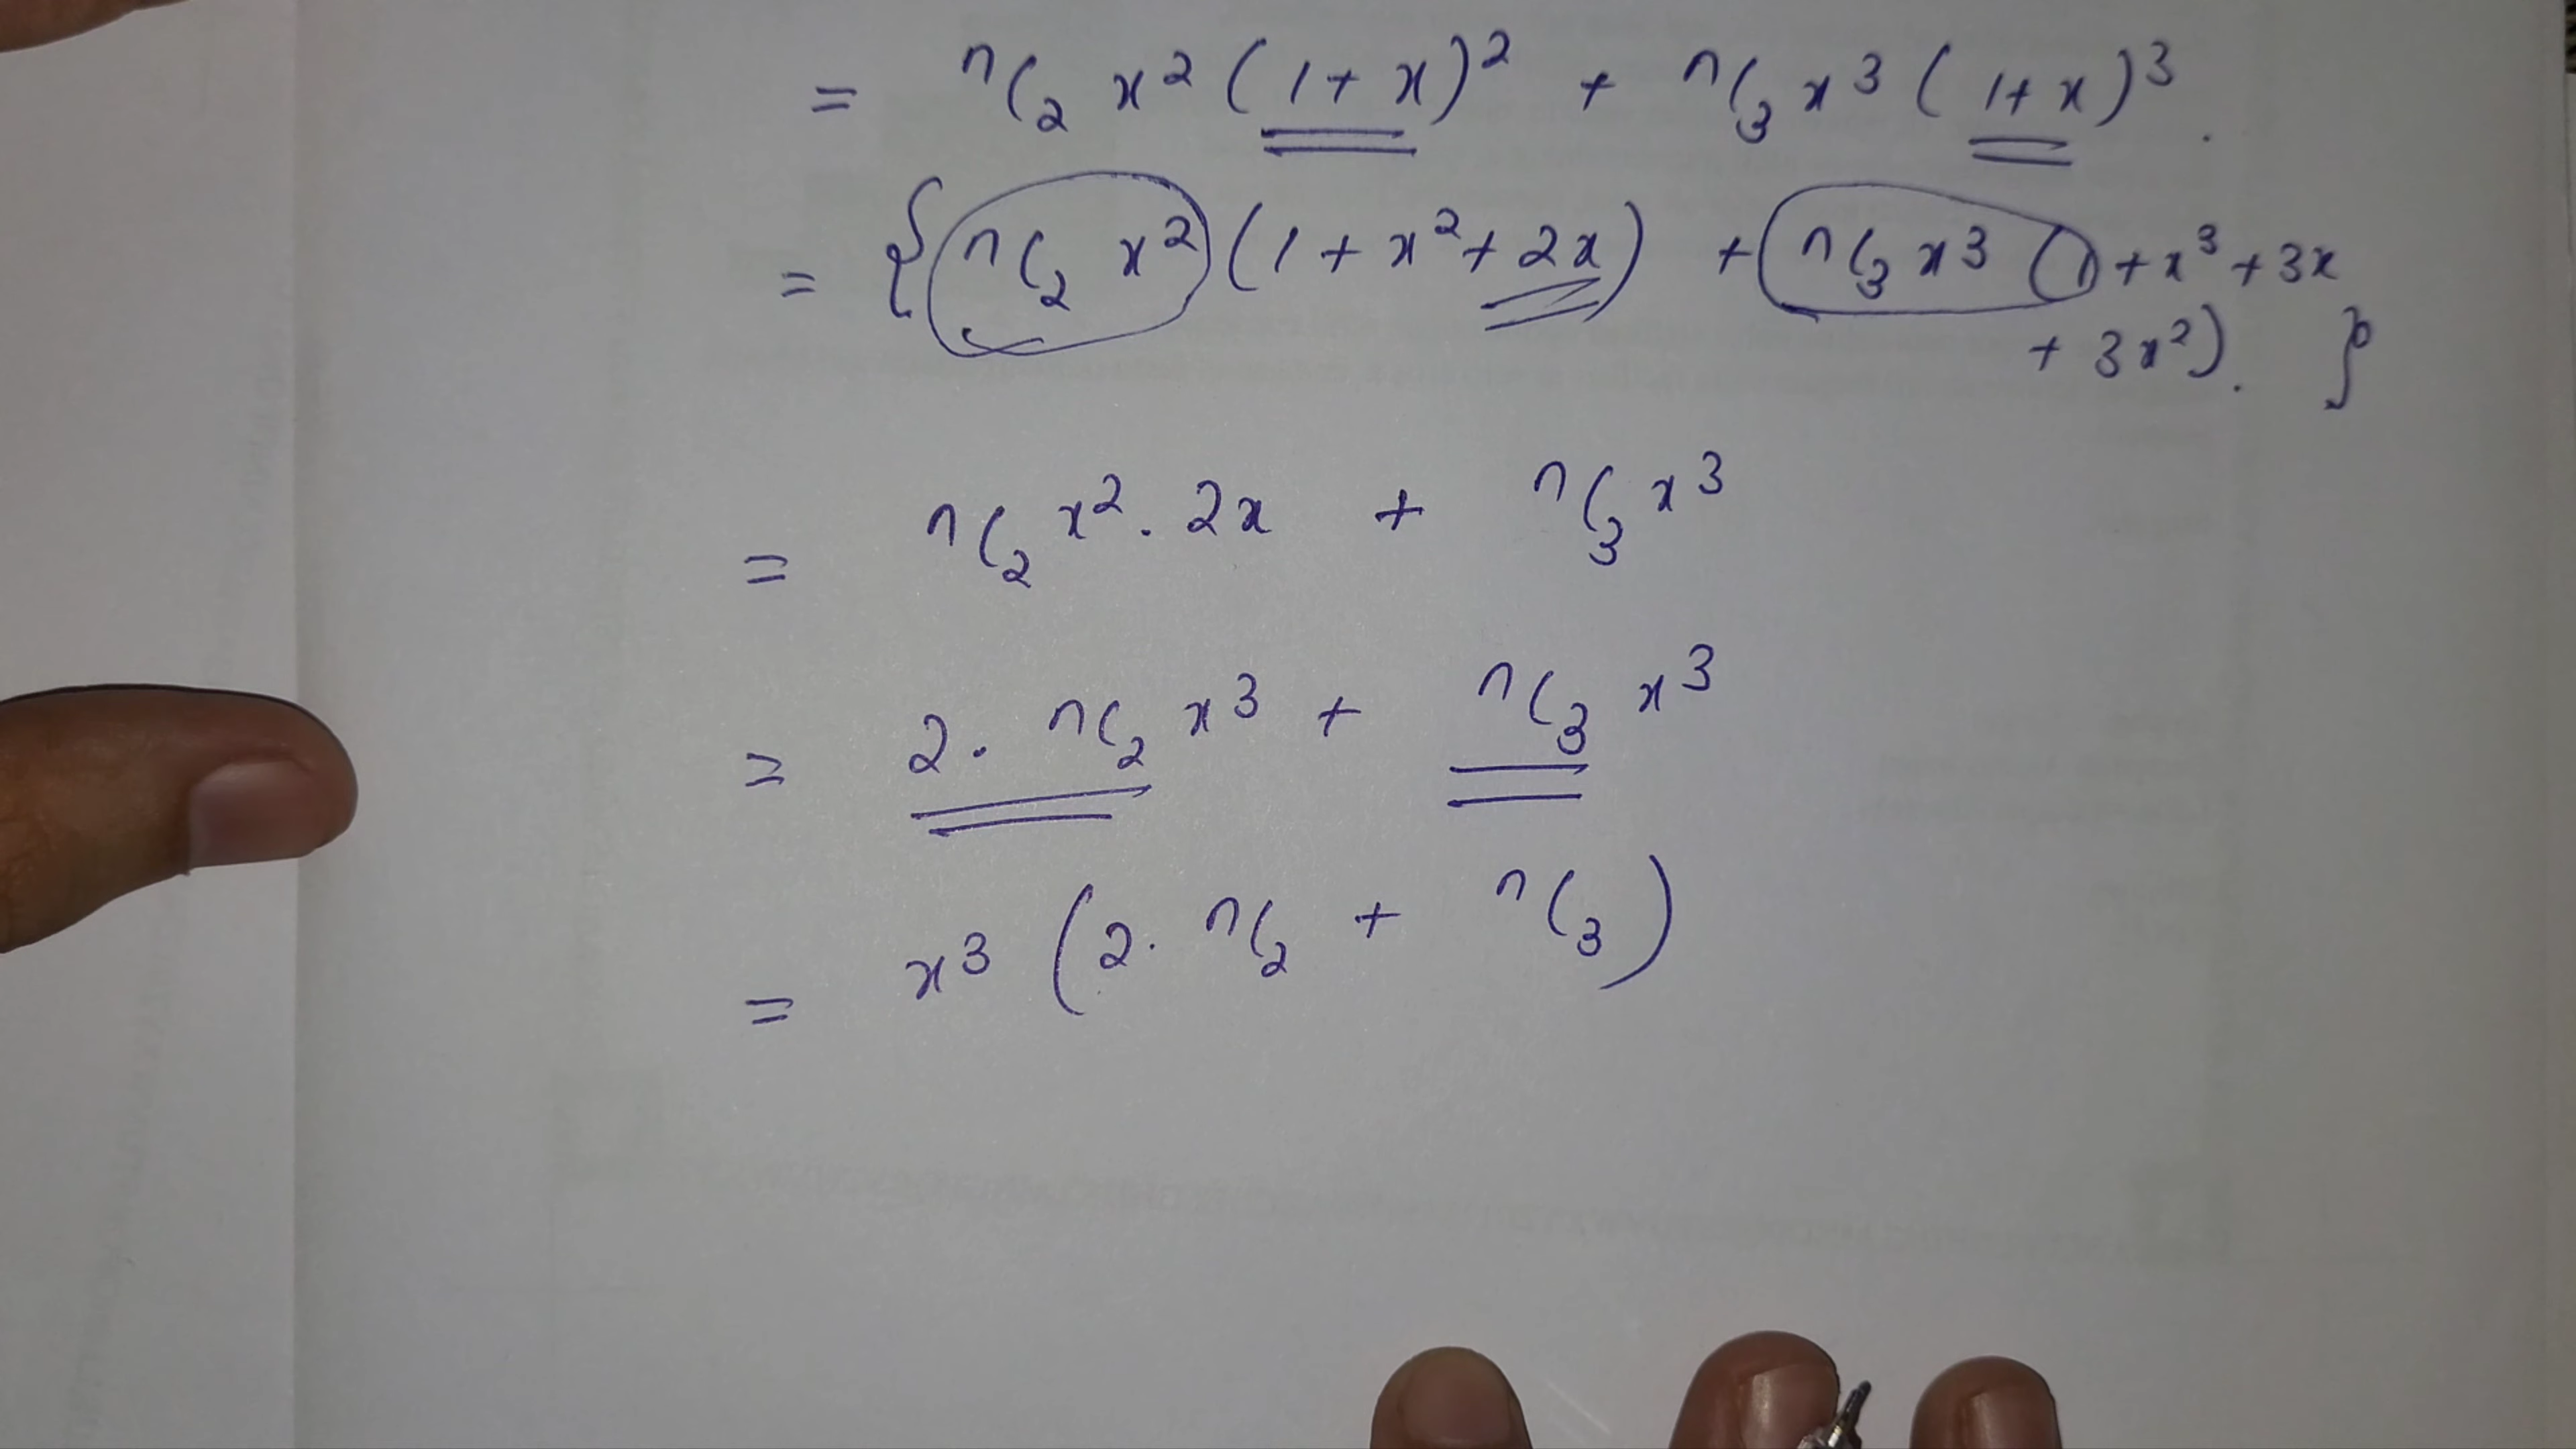 = ⁿC₂ x² (1+x)² + ⁿC₃ x³ (1+x)³.
= {ⁿC₂ x² (1 + x² + 2x) + ⁿC₃ x³ (1 + x³ + 3x
+ 3x²). }
= ⁿC₂ x² . 2x + ⁿC₃ x³
= 2. ⁿC₂ x³ + ⁿC₃ x³
= x³ (2. ⁿC₂ + ⁿC₃)